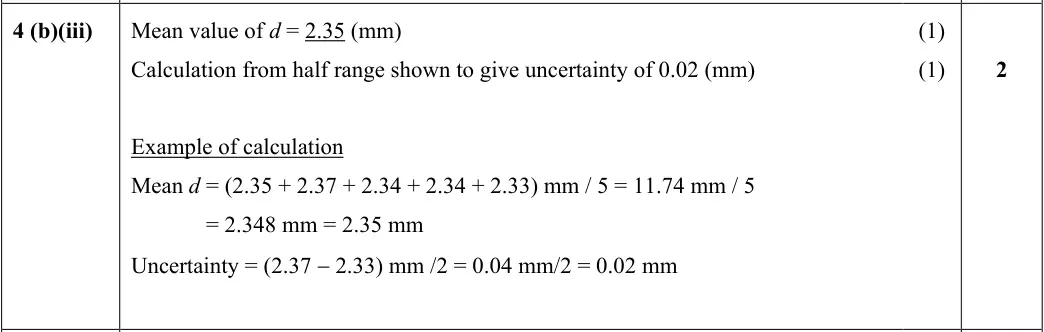 4 (b)(iii) Mean value of d = 2.35 (mm) (1)
Calculation from half range shown to give uncertainty of 0.02 (mm) (1) 2
Example of calculation
Mean d = (2.35 + 2.37 + 2.34 + 2.34 + 2.33) mm / 5 = 11.74 mm / 5
= 2.348 mm = 2.35 mm
Uncertainty = (2.37 – 2.33) mm /2 = 0.04 mm/2 = 0.02 mm